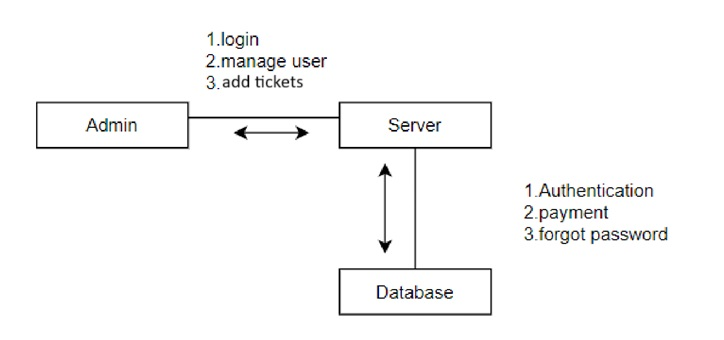 1.login
2.manage user
3.add tickets
Admin
Server
1.Authentication
2.payment
3.forgot password
Database